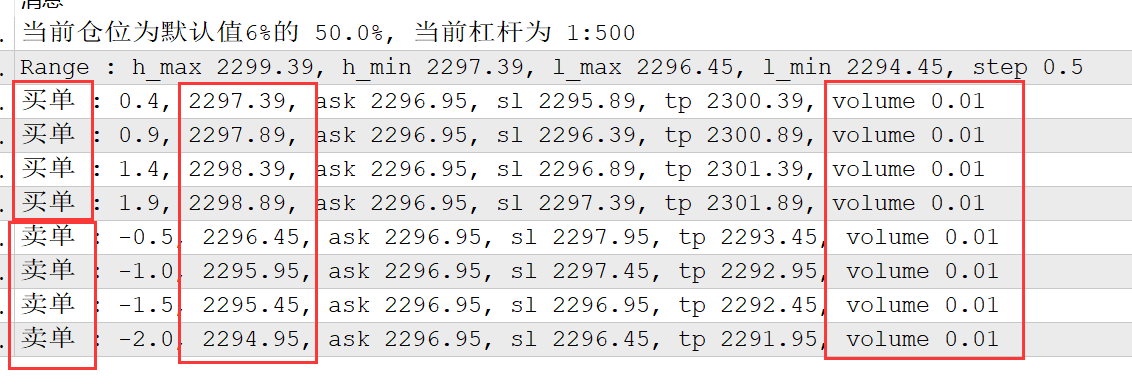 消息
当前仓位为默认值6%的 50.0%, 当前杠杆为 1:500
Range : h_max 2299.39, h_min 2297.39, l_max 2296.45, l_min 2294.45, step 0.5
买单 : 0.4, 2297.39, ask 2296.95, sl 2295.89, tp 2300.39, volume 0.01
买单 : 0.9, 2297.89, ask 2296.95, sl 2296.39, tp 2300.89, volume 0.01
买单 : 1.4, 2298.39, ask 2296.95, sl 2296.89, tp 2301.39, volume 0.01
买单 : 1.9, 2298.89, ask 2296.95, sl 2297.39, tp 2301.89, volume 0.01
卖单 : -0.5, 2296.45, ask 2296.95, sl 2297.95, tp 2293.45, volume 0.01
卖单 : -1.0, 2295.95, ask 2296.95, sl 2297.45, tp 2292.95, volume 0.01
卖单 : -1.5, 2295.45, ask 2296.95, sl 2296.95, tp 2292.45, volume 0.01
卖单 : -2.0, 2294.95, ask 2296.95, sl 2296.45, tp 2291.95, volume 0.01